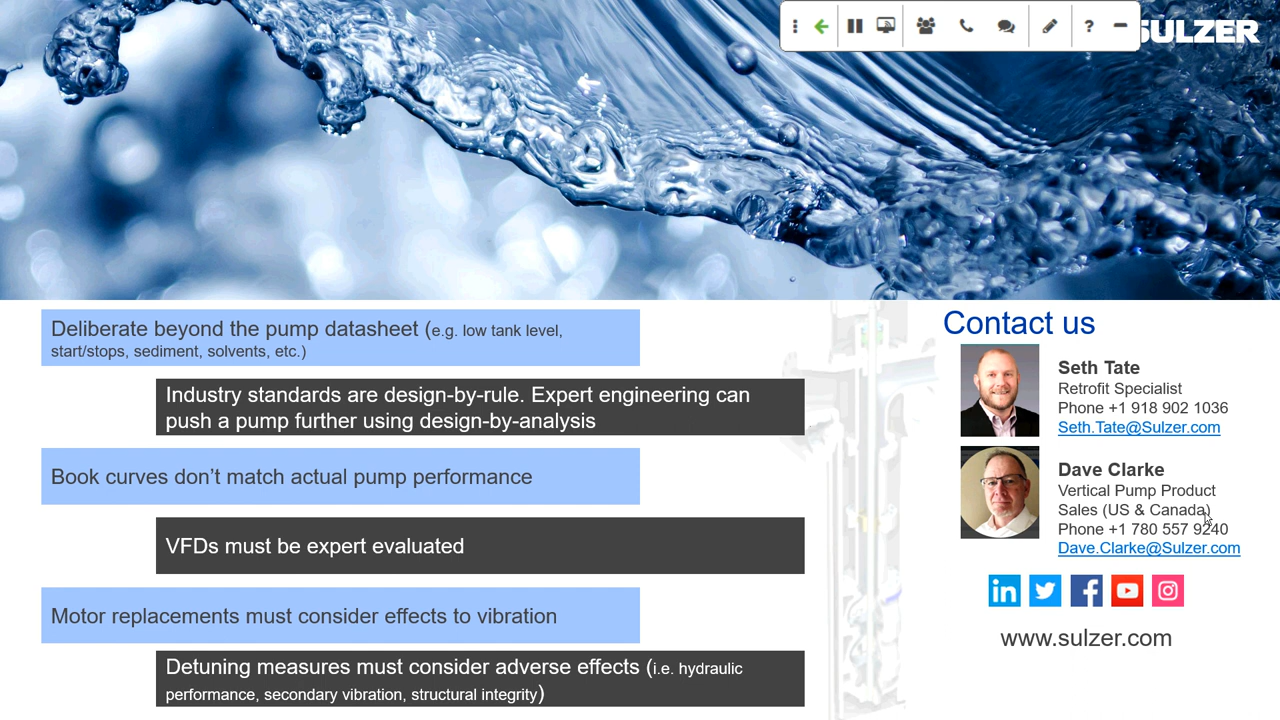 SULZER
Deliberate beyond the pump datasheet (e.g. low tank level,
start/stops, sediment, solvents, etc.)
Industry standards are design-by-rule. Expert engineering can
push a pump further using design-by-analysis
Book curves don’t match actual pump performance
VFDs must be expert evaluated
Motor replacements must consider effects to vibration
Detuning measures must consider adverse effects (i.e. hydraulic
performance, secondary vibration, structural integrity)
Contact us
Seth Tate
Retrofit Specialist
Phone +1 918 902 1036
Seth.Tate@Sulzer.com
Dave Clarke
Vertical Pump Product
Sales (US & Canada)
Phone +1 780 557 9240
Dave.Clarke@Sulzer.com
www.sulzer.com